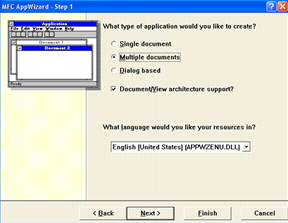 MFC AppWizard - Step 1
Application
File Edit View Window Help
Document 1
Document 2
Ready
What type of application would you like to create?
Single document
Multiple documents
Dialog based
Document/View architecture support?
What language would you like your resources in?
English [United States] (APPWZENU.DLL)
< Back
Next >
Finish
Cancel